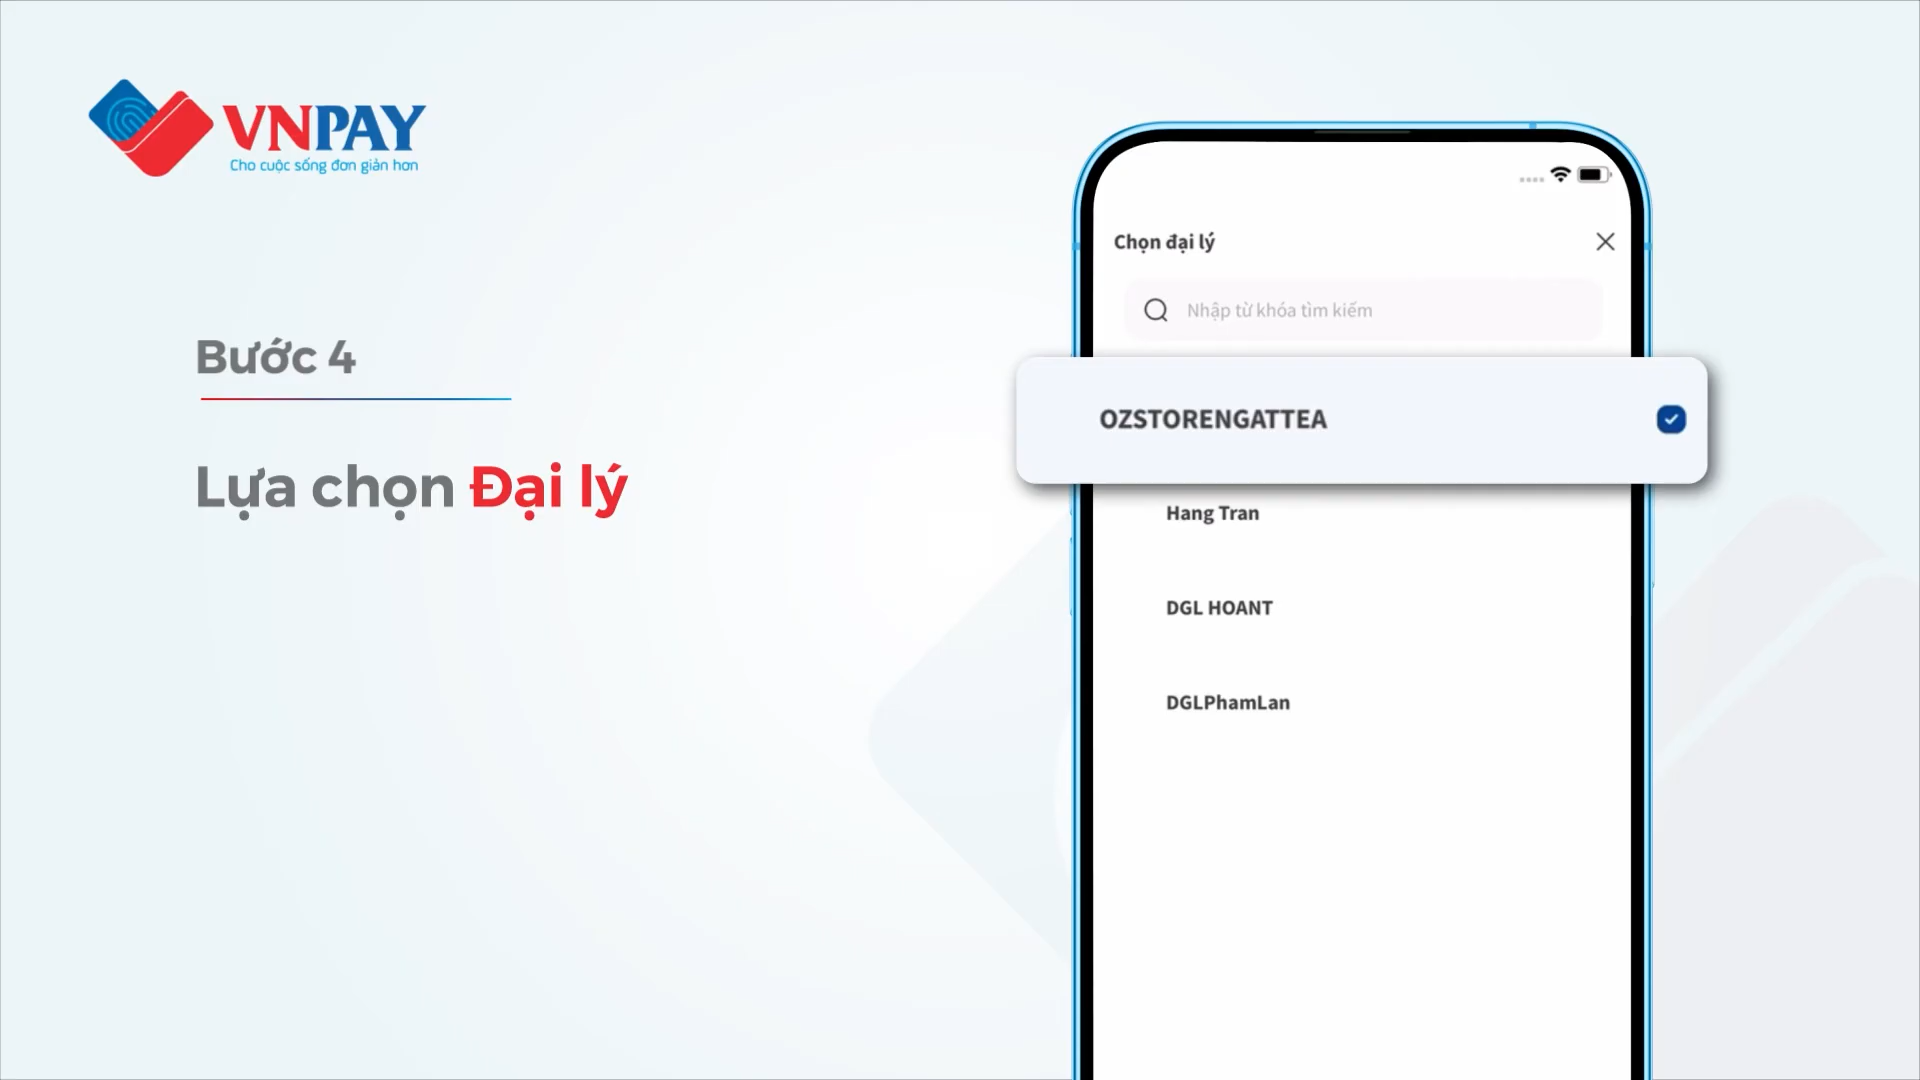 VNPAY
Cho cuộc sống đơn giản hơn
Bước 4
Lựa chọn Đại lý
Chọn đại lý
Nhập từ khóa tìm kiếm
OZSTORENGATTEA
Hang Tran
DGL HOANT
DGLPhamLan